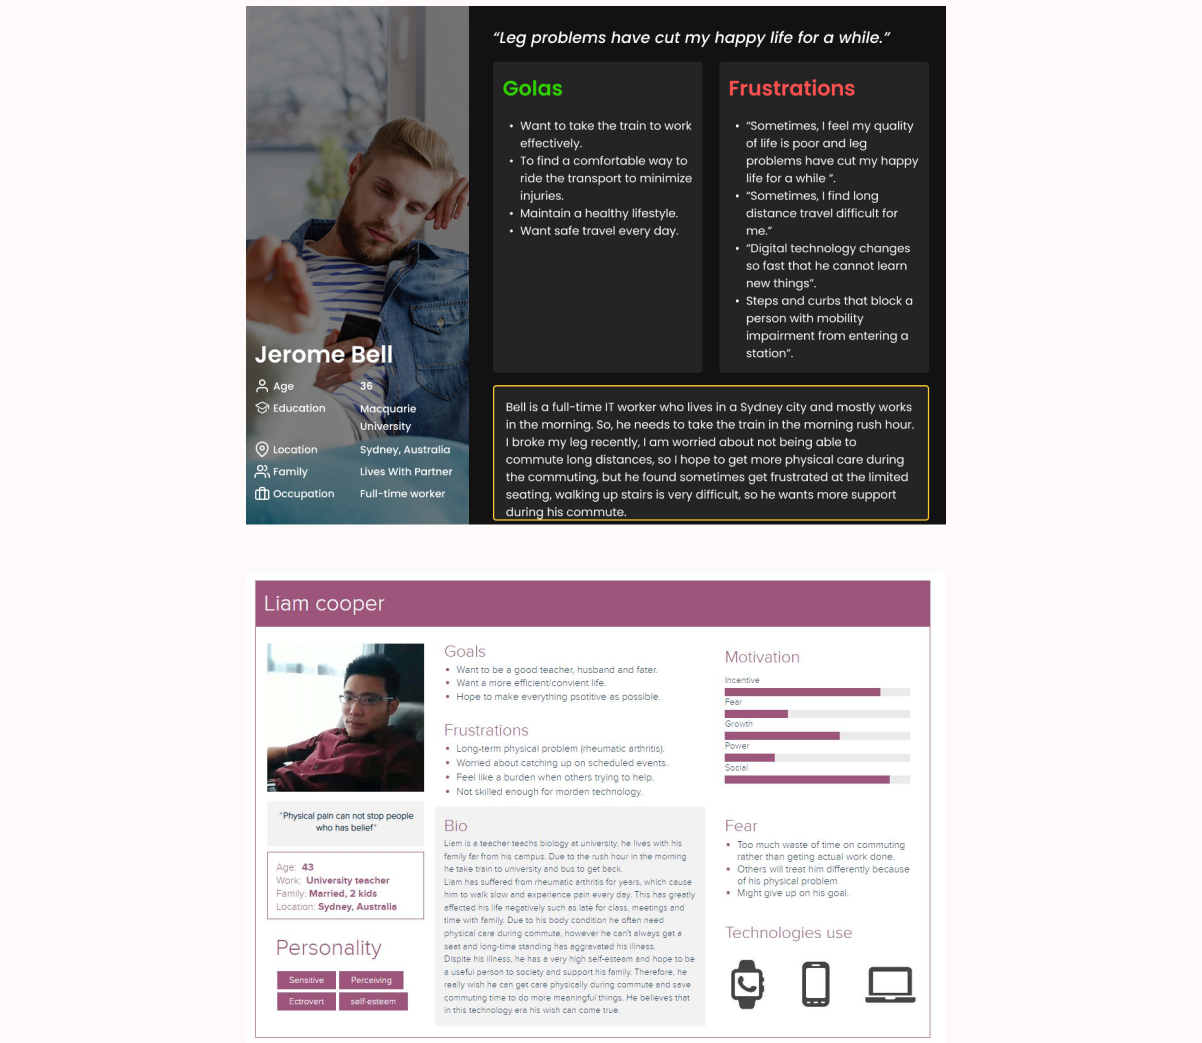 “Leg problems have cut my happy life for a while.”
Golas
• Want to take the train to work
effectively.
• To find a comfortable way to
ride the transport to minimize
injuries.
• Maintain a healthy lifestyle.
• Want safe travel every day.
Frustrations
• “Sometimes, I feel my quality
of life is poor and leg
problems have cut my happy
life for a while ”.
• “Sometimes, I find long
distance travel difficult for
me.”
• “Digital technology changes
so fast that he cannot learn
new things”.
• Steps and curbs that block a
person with mobility
impairment from entering a
station”.
Jerome Bell
Age 36
Education Macquarie
University
Location Sydney, Australia
Family Lives With Partner
Occupation Full-time worker
Bell is a full-time IT worker who lives in a Sydney city and mostly works
in the morning. So, he needs to take the train in the morning rush hour.
I broke my leg recently, I am worried about not being able to
commute long distances, so I hope to get more physical care during
the commuting, but he found sometimes get frustrated at the limited
seating, walking up stairs is very difficult, so he wants more support
during his commute.
Liam cooper
"Physical pain can not stop people
who has belief"
Age: 43
Work: University teacher
Family: Married, 2 kids
Location: Sydney, Australia
Personality
Sensitive Perceiving
Ectrovert self-esteem
Goals
• Want to be a good teacher, husband and fater.
• Want a more efficient/convient life.
• Hope to make everything psotitive as possible.
Frustrations
• Long-term physical problem (rheumatic arthritis).
• Worried about catching up on scheduled events.
• Feel like a burden when others trying to help.
• Not skilled enough for morden technology.
Bio
Liam is a teacher teachs biology at university, he lives with his
family far from his campus. Due to the rush hour in the morning
he take train to university and bus to get back.
Liam has suffered from rheumatic arthritis for years, which cause
him to walk slow and experience pain every day. This has greatly
affected his life negatively such as late for class, meetings and
time with family. Due to his body condition he often need
physical care during commute, however he can't always get a
seat and long-time standing has aggravated his illness.
Dispite his illness, he has a very high self-esteam and hope to be
a useful person to society and support his family. Therefore, he
really wish he can get care physically during commute and save
commuting time to do more meaningful things. He believes that
in this technology era his wish can come true.
Motivation
Incentive
Fear
Growth
Power
Social
Fear
• Too much waste of time on commuting
rather than geting actual work done.
• Others will treat him differently because
of his physical problem
• Might give up on his goal.
Technologies use